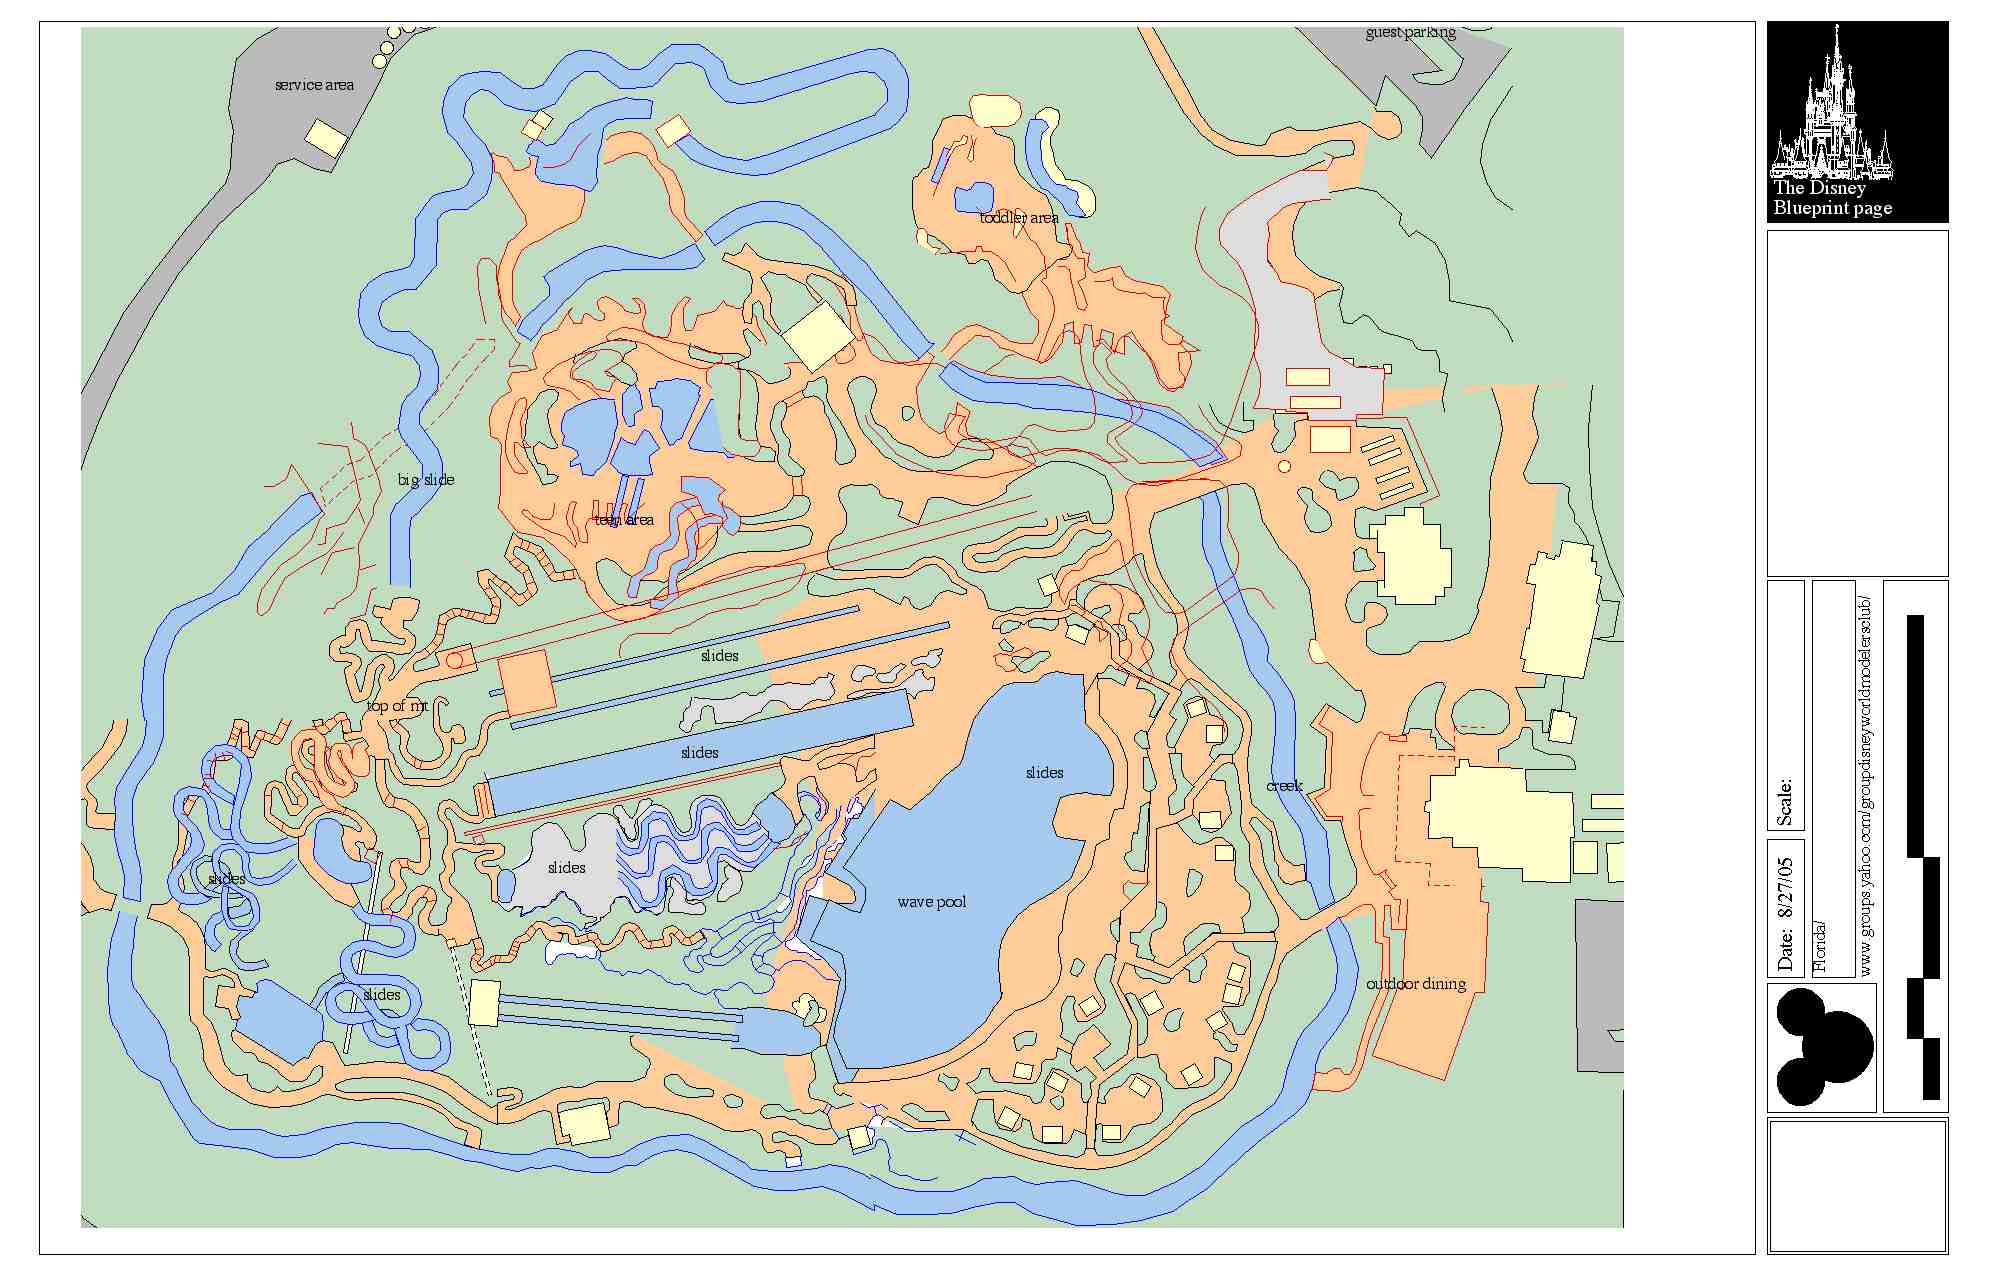 guest parking
service area
toddler area
big slide
teen area
slides
top of mt
slides
slides
creek
slides
slides
wave pool
slides
outdoor dining
The Disney
Blueprint page
Scale:
Date: 8/27/05
Florida/
www.groups.yahoo.com/groupdisneyworldmodelersclub/